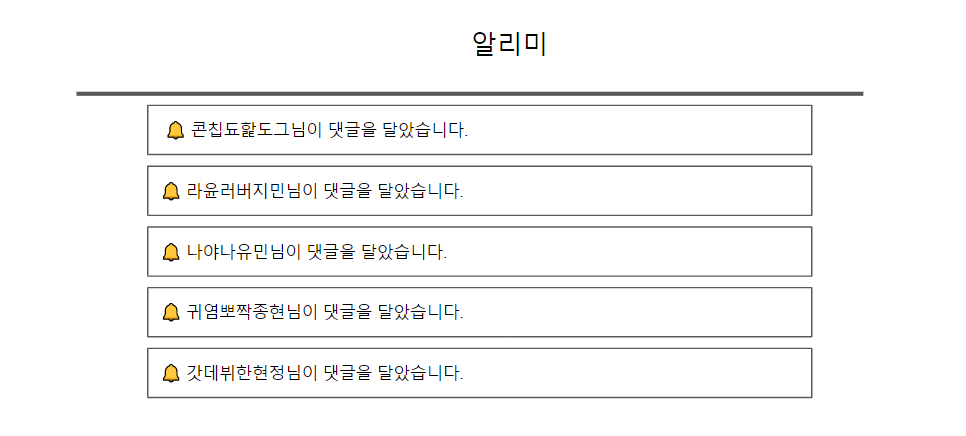 알리미
🔔 콘칩됴핥도그님이 댓글을 달았습니다.
🔔 라윤러버지민님이 댓글을 달았습니다.
🔔 나야나유민님이 댓글을 달았습니다.
🔔 귀염뽀짝종현님이 댓글을 달았습니다.
🔔 갓데뷔한현정님이 댓글을 달았습니다.